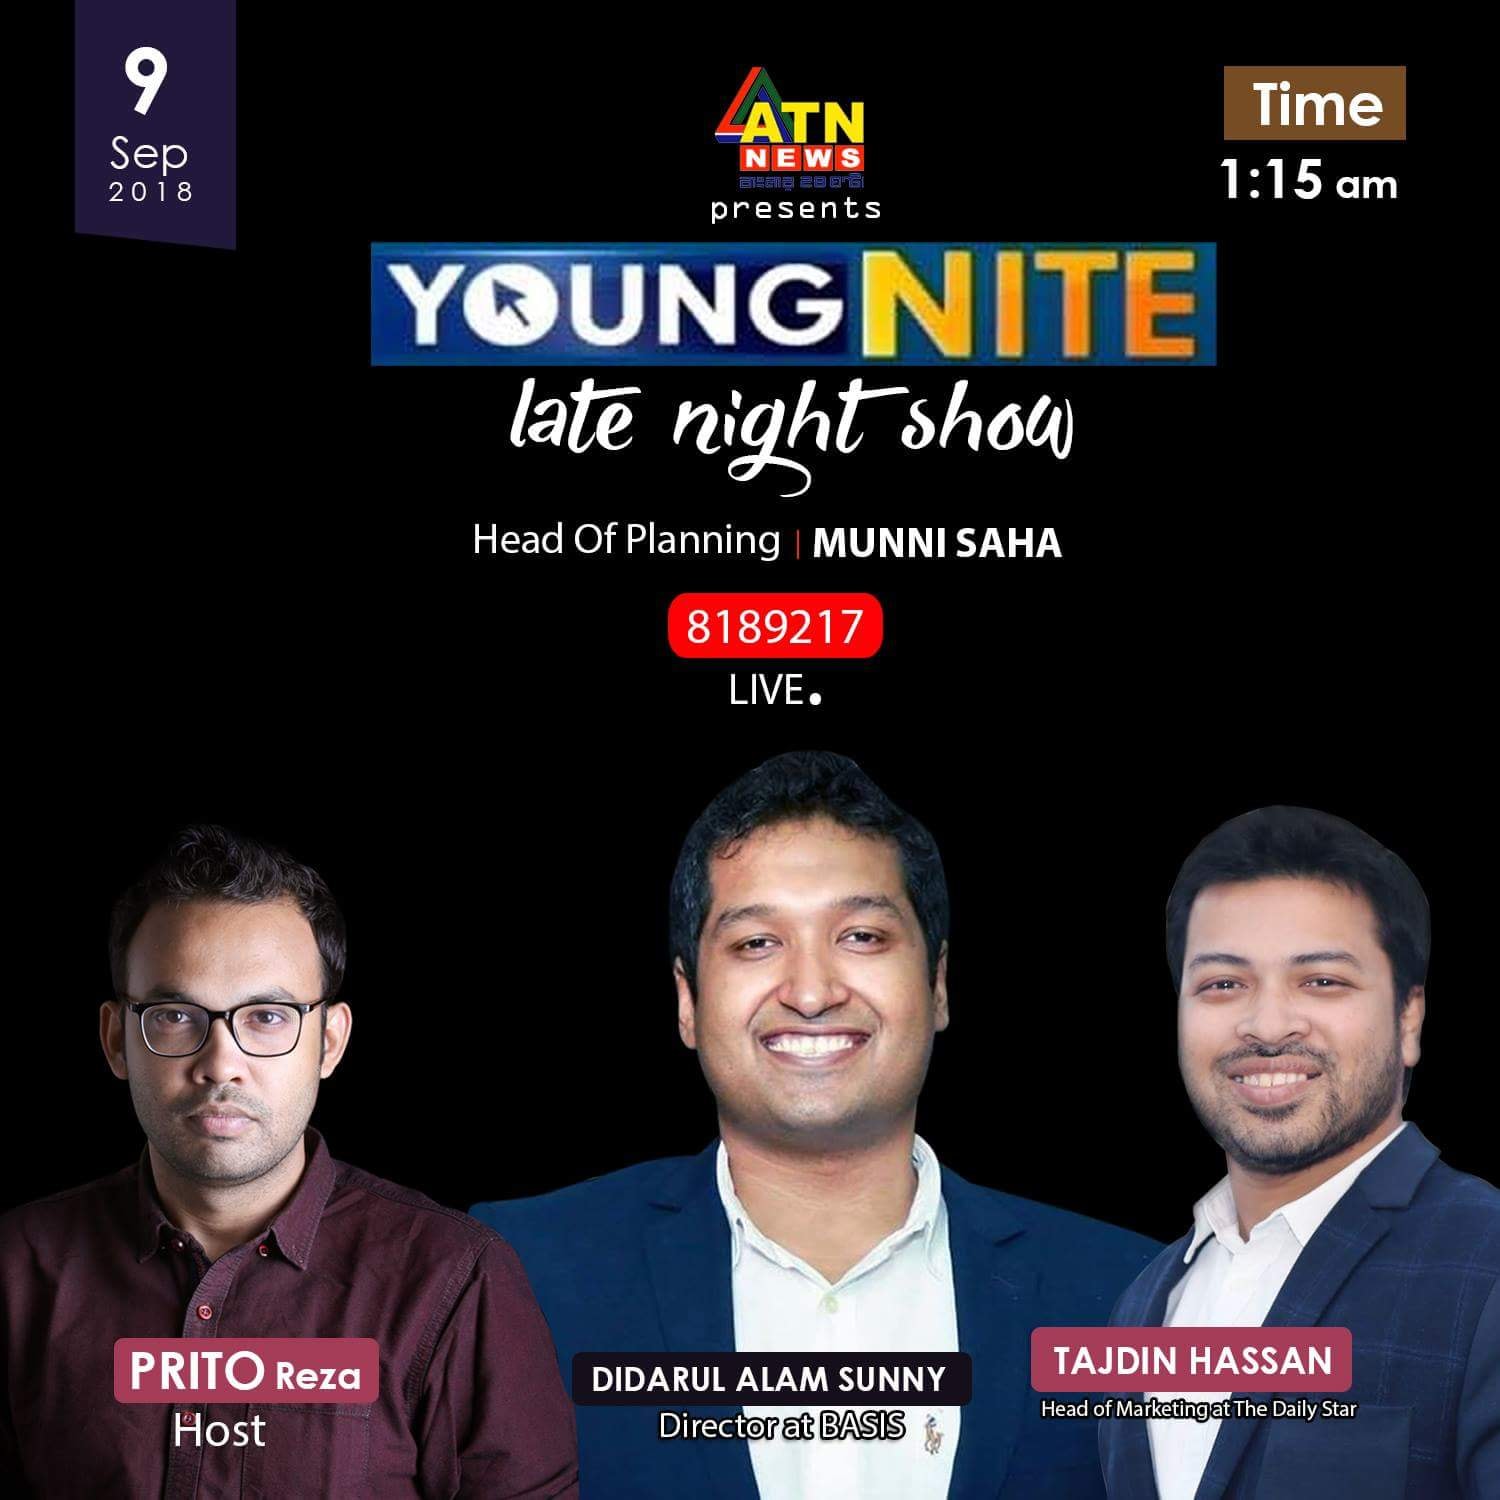 9
Sep
2018
ATN
NEWS
presents
Time
1:15 am
YOUNG NITE
late night show
Head Of Planning | MUNNI SAHA
8189217
LIVE.
PRITO Reza
Host
DIDARUL ALAM SUNNY
Director at BASIS
TAJDIN HASSAN
Head of Marketing at The Daily Star